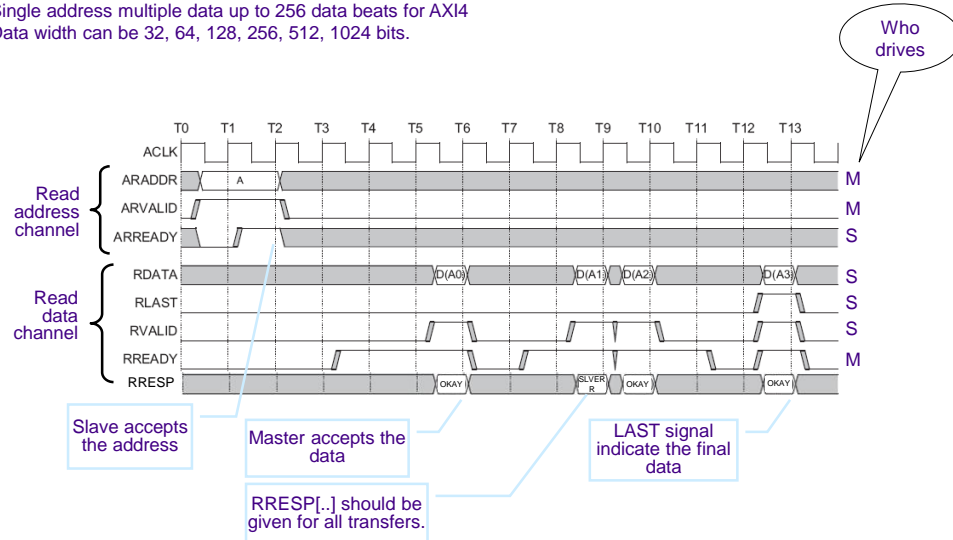 Single address multiple data up to 256 data beats for AXI4
Data width can be 32, 64, 128, 256, 512, 1024 bits.
Who
drives
T0 T1 T2 T3 T4 T5 T6 T7 T8 T9 T10 T11 T12 T13
ACLK
Read
address
channel
ARADDR A M
ARVALID M
ARREADY S
Read
data
channel
RDATA D(A0) D(A1) D(A2) D(A3) S
RLAST S
RVALID S
RREADY M
RRESP OKAY SLVER
R OKAY OKAY
Slave accepts
the address
Master accepts the
data
LAST signal
indicate the final
data
RRESP[..] should be
given for all transfers.